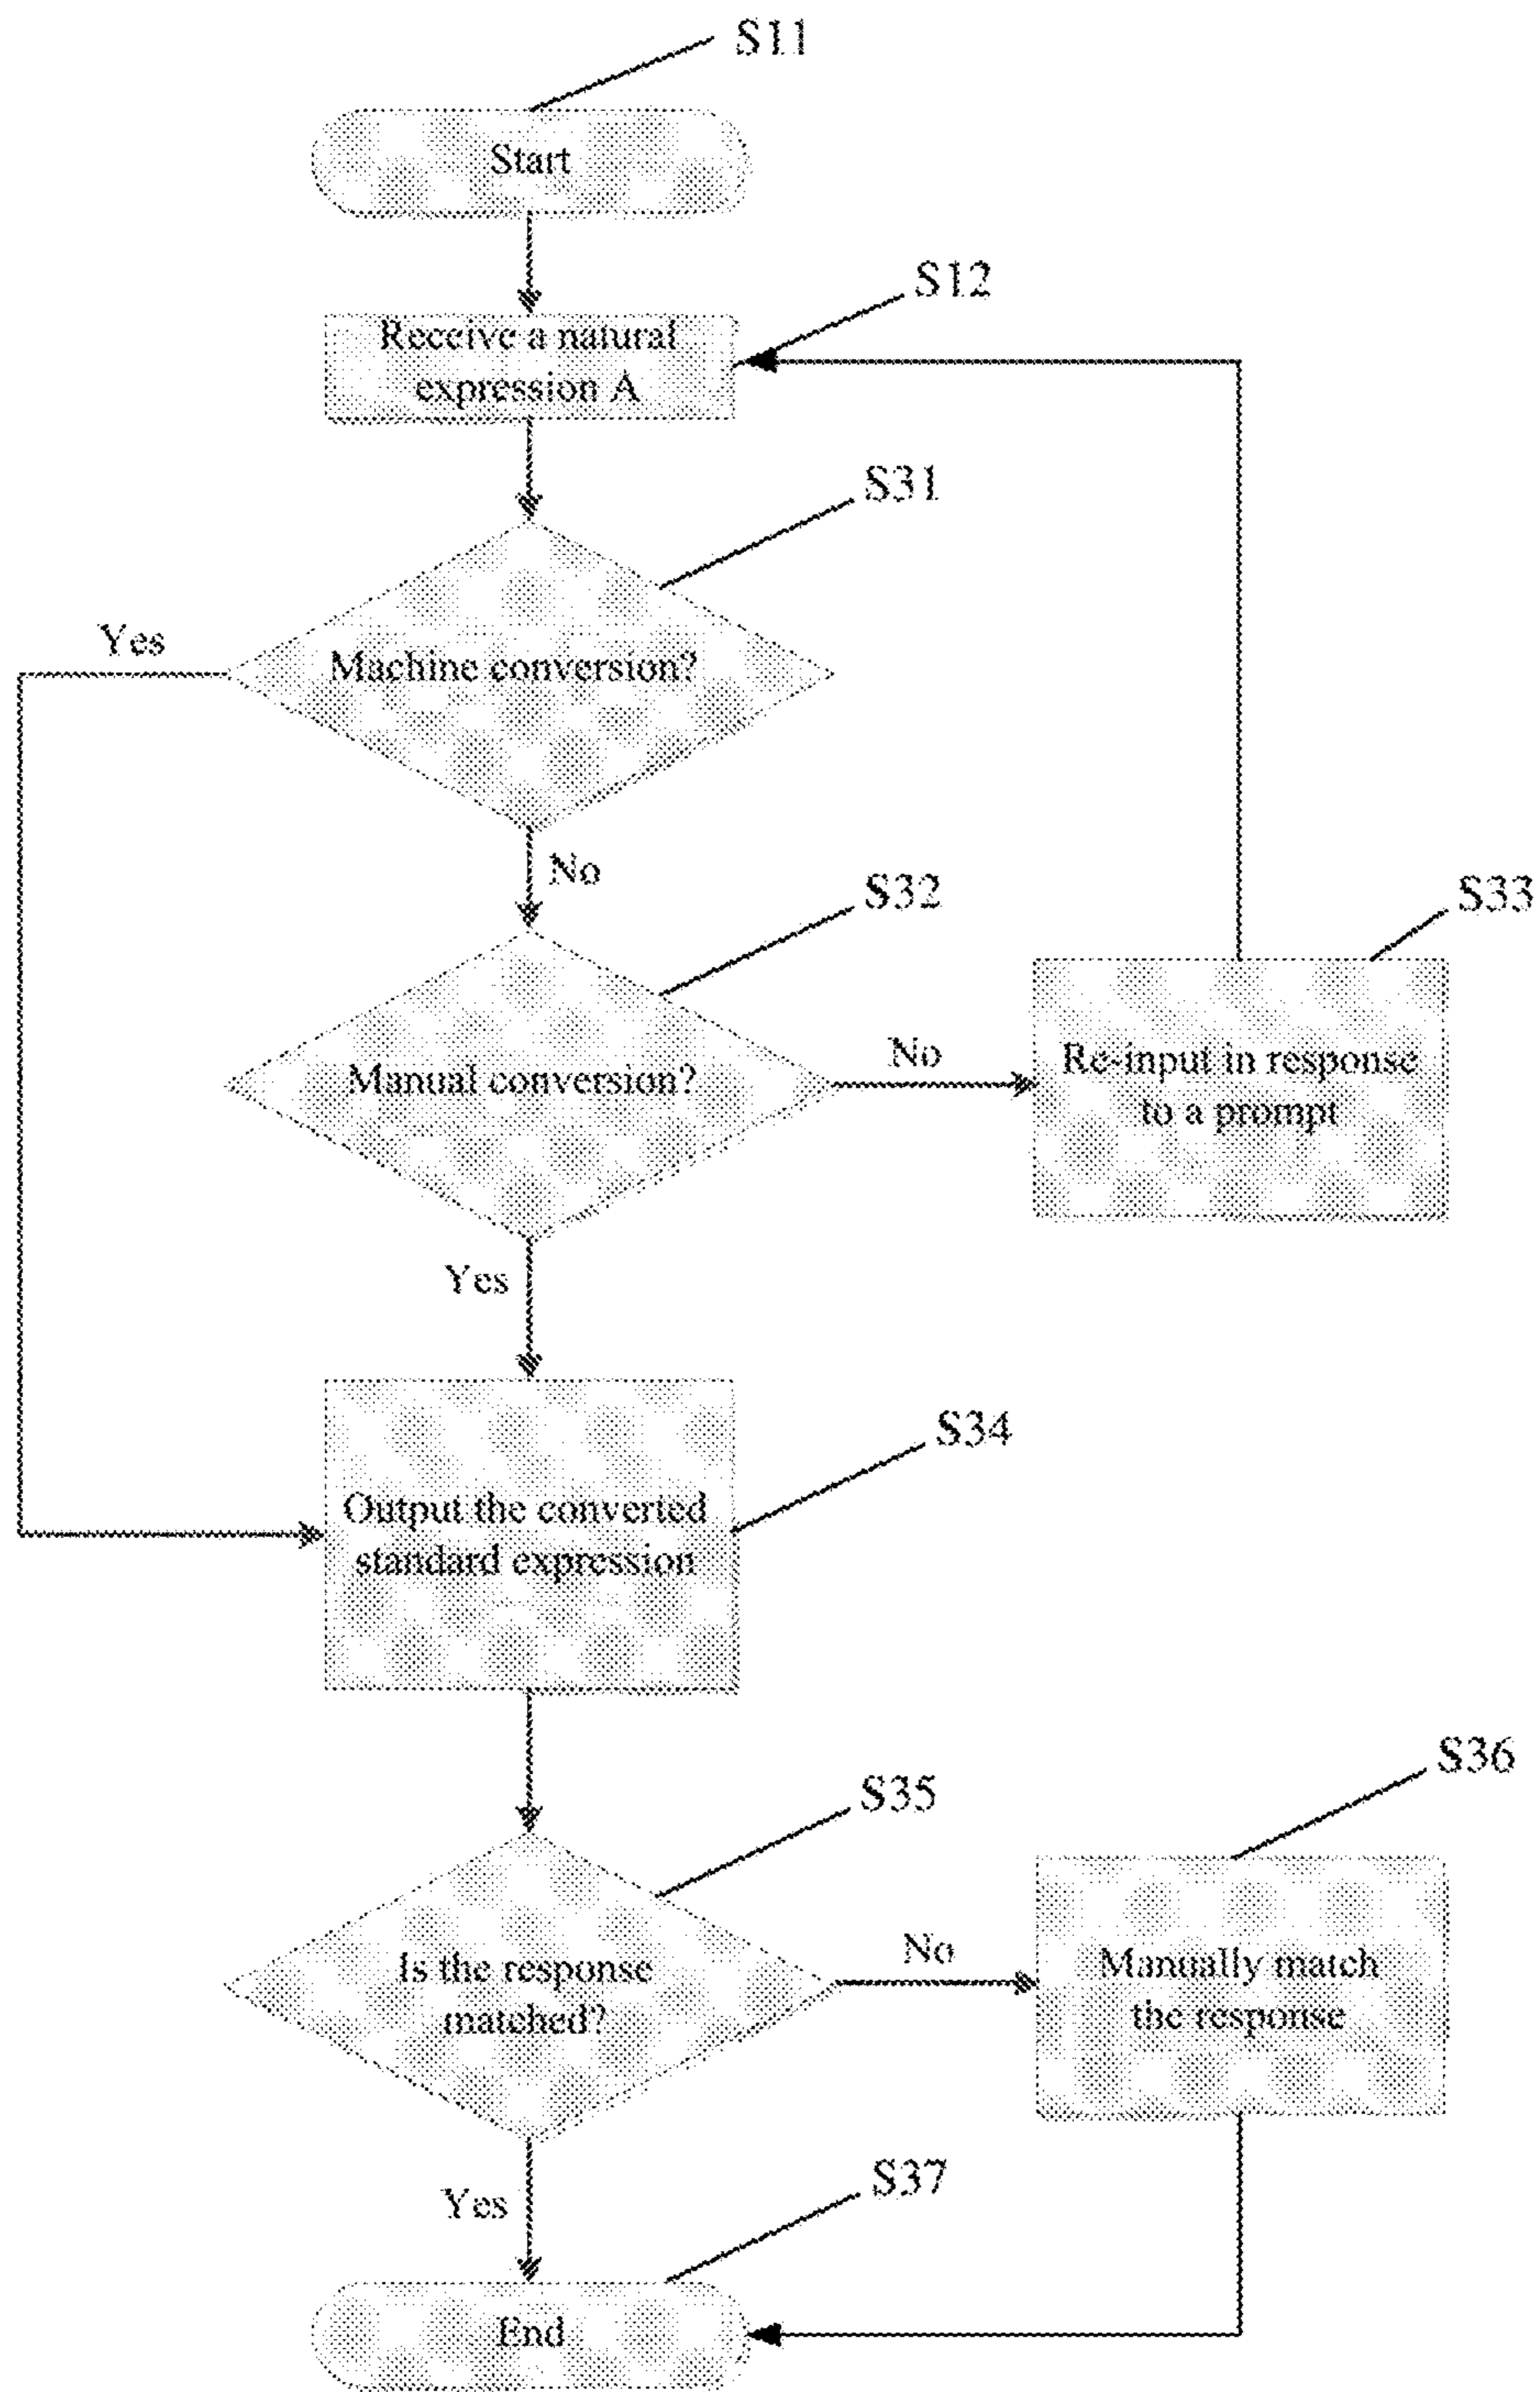 S11
Start
S12
Receive a natural
expression A
S31
Yes
Machine conversion?
No
S32
S33
Manual conversion?
No
Re-input in response
to a prompt
Yes
S34
Output the converted
standard expression
S35
S36
Is the response
matched?
No
Manually match
the response
Yes
S37
End